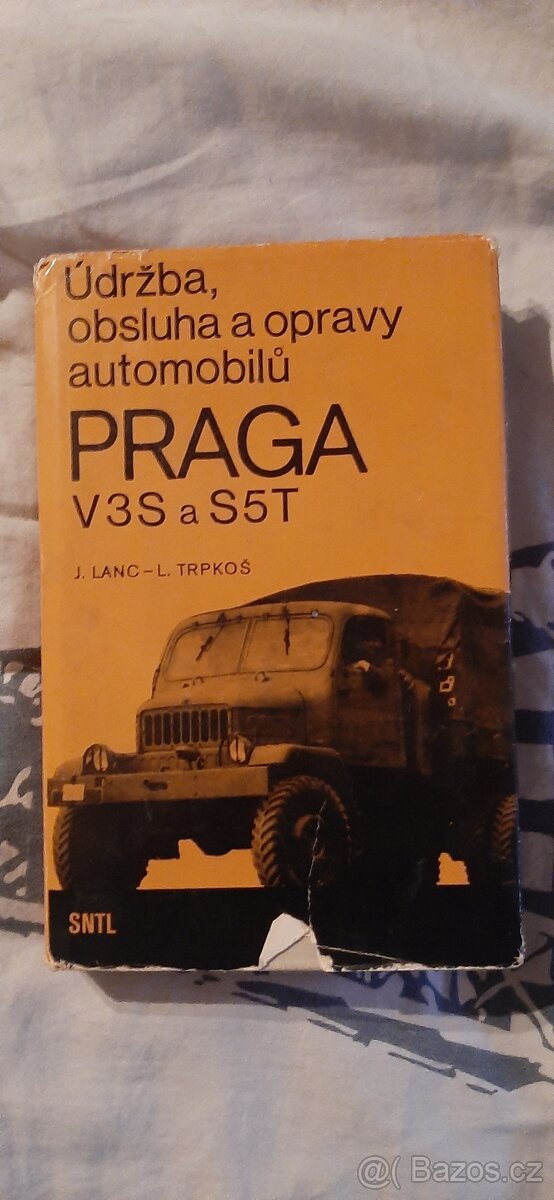 Údržba,
obsluha a opravy
automobilů
PRAGA
V3S a S5T
J. LANC – L. TRPKOŠ
SNTL
@( Bazos.cz